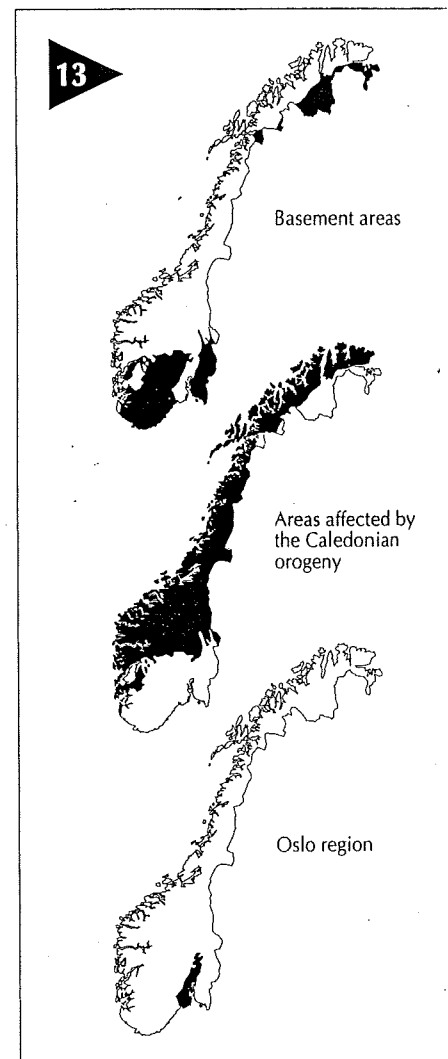 13
Basement areas
Areas affected by
the Caledonian
orogeny
Oslo region